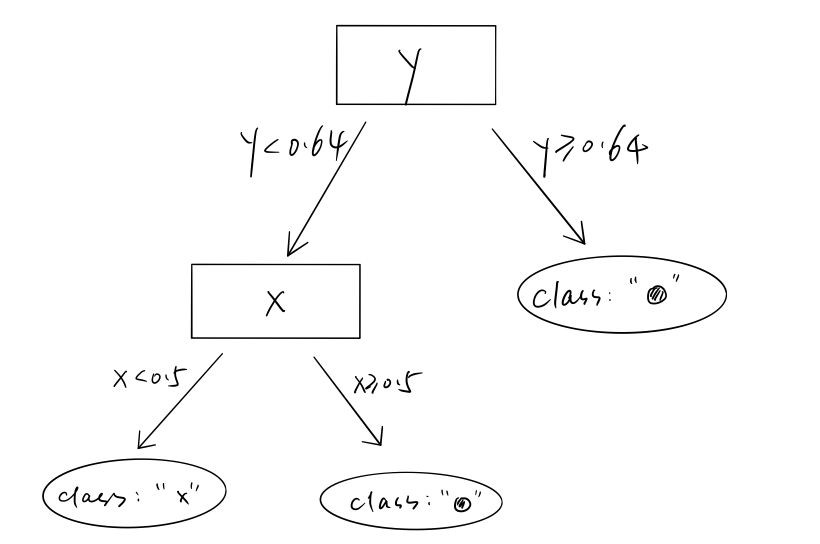 y
y<0.64
y≥0.64
x
class: "●"
x<0.5
x≥0.5
class: "x"
class: "●"